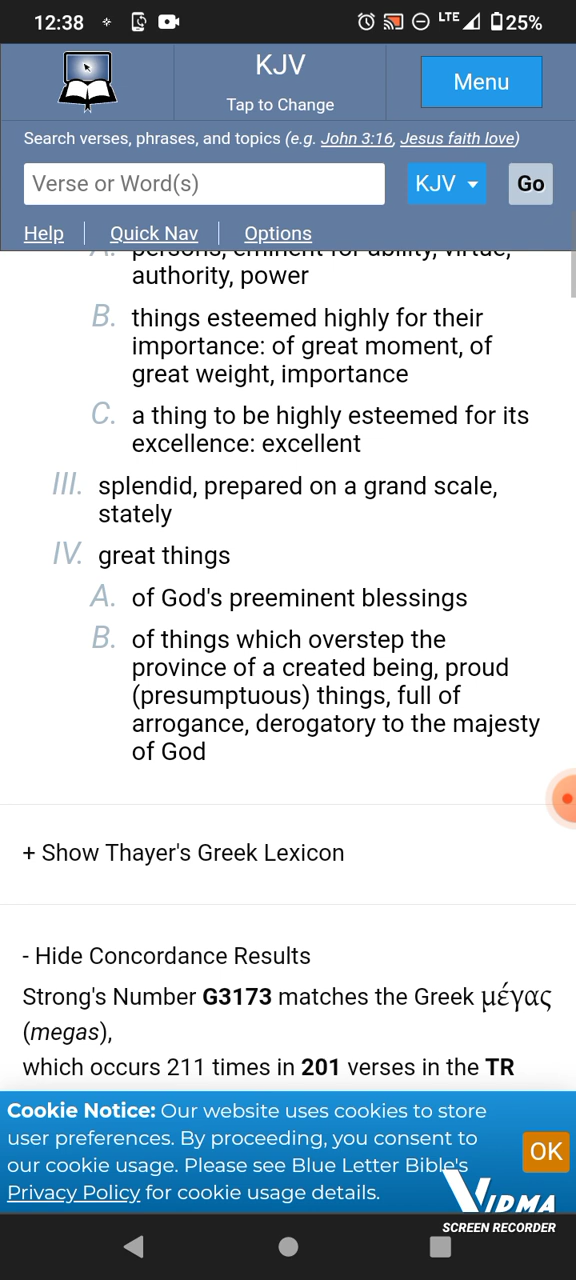 12:38
LTE
25%
KJV
Tap to Change
Menu
Search verses, phrases, and topics (e.g. John 3:16, Jesus faith love)
Verse or Word(s)
KJV
Go
Help
Quick Nav
Options
A. persons, eminent for ability, virtue,
authority, power
B. things esteemed highly for their
importance: of great moment, of
great weight, importance
C. a thing to be highly esteemed for its
excellence: excellent
III. splendid, prepared on a grand scale,
stately
IV. great things
A. of God's preeminent blessings
B. of things which overstep the
province of a created being, proud
(presumptuous) things, full of
arrogance, derogatory to the majesty
of God
+ Show Thayer's Greek Lexicon
- Hide Concordance Results
Strong's Number G3173 matches the Greek μέγας
(megas),
which occurs 211 times in 201 verses in the TR
Cookie Notice: Our website uses cookies to store
user preferences. By proceeding, you consent to
our cookie usage. Please see Blue Letter Bible's
Privacy Policy for cookie usage details.
OK
VIDMA
SCREEN RECORDER